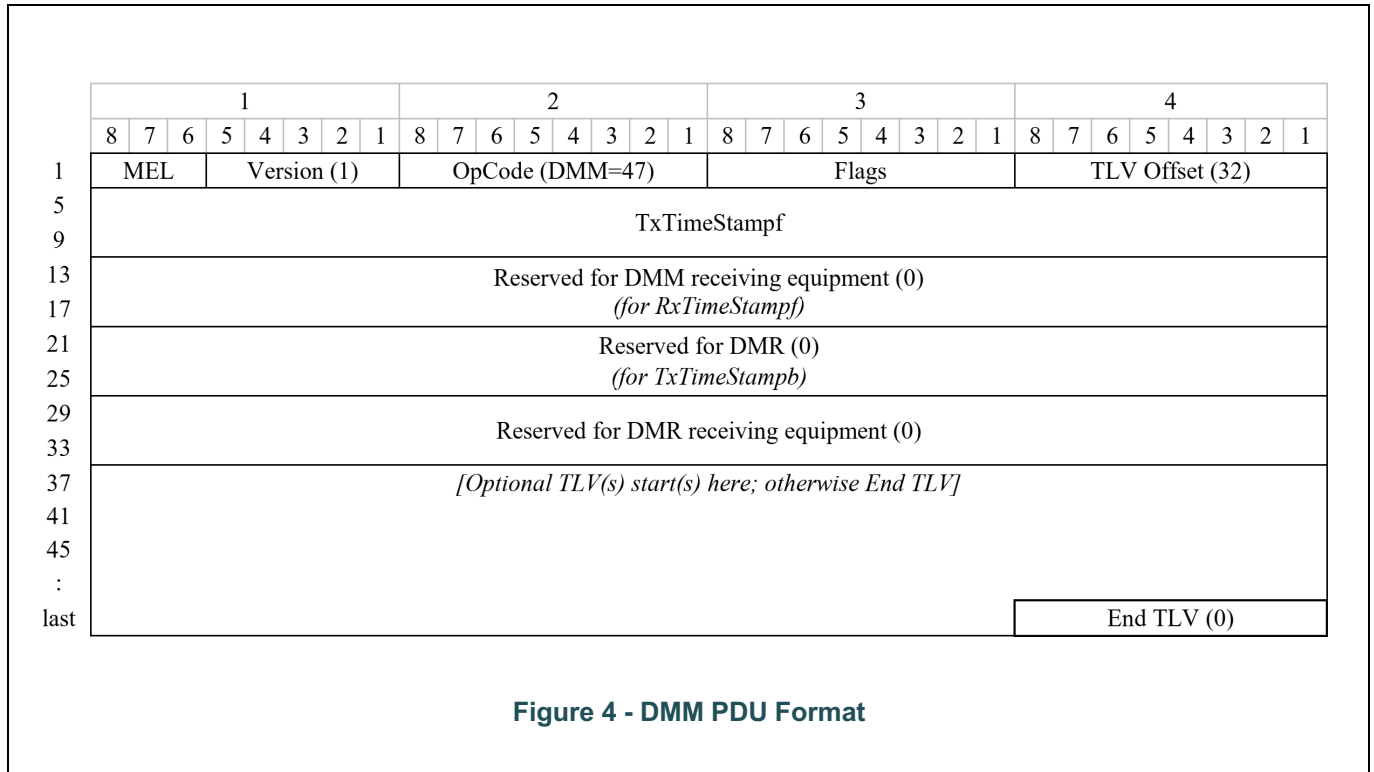 1 2 3 4
8 7 6 5 4 3 2 1 8 7 6 5 4 3 2 1 8 7 6 5 4 3 2 1 8 7 6 5 4 3 2 1
1 MEL Version (1) OpCode (DMM=47) Flags TLV Offset (32)
5
TxTimeStampf
9
13 Reserved for DMM receiving equipment (0)
17 (for RxTimeStampf)
21 Reserved for DMR (0)
25 (for TxTimeStampb)
29
Reserved for DMR receiving equipment (0)
33
37 [Optional TLV(s) start(s) here; otherwise End TLV]
41
45
:
last End TLV (0)
Figure 4 - DMM PDU Format